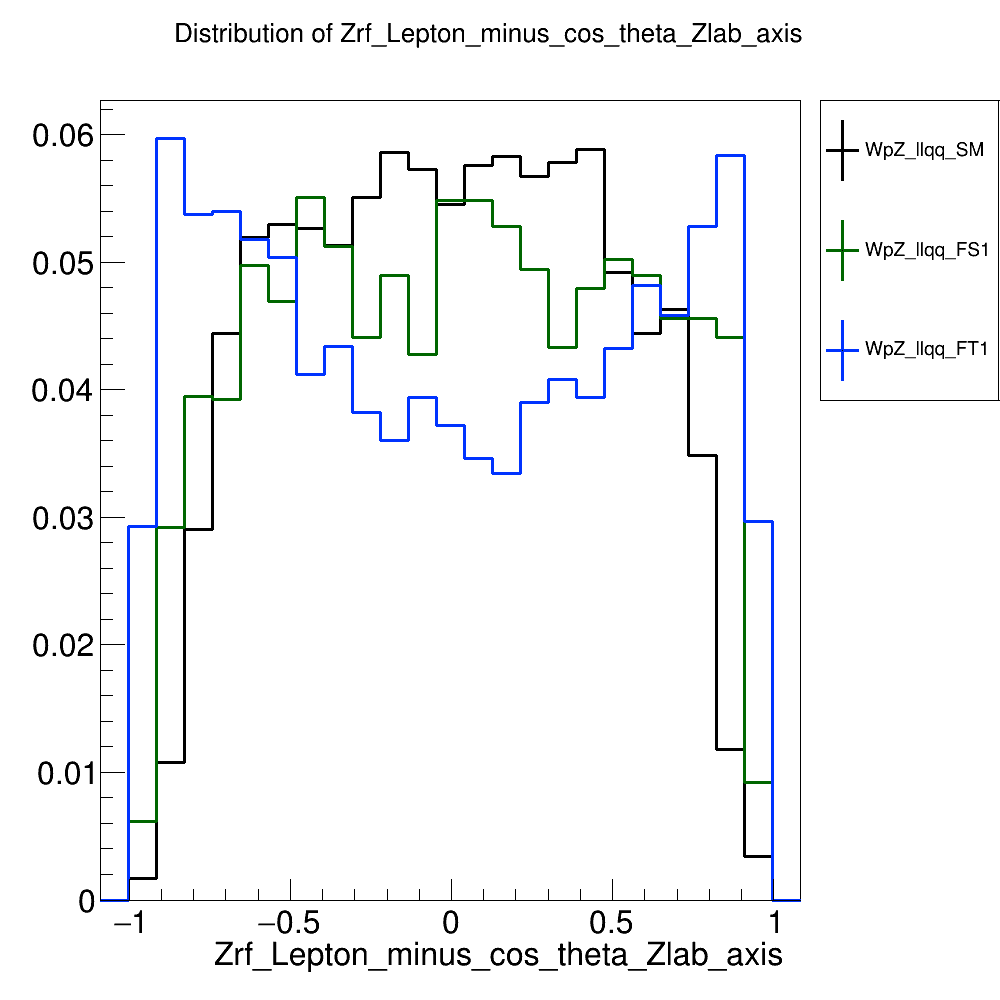 Distribution of Zrf_Lepton_minus_cos_theta_Zlab_axis
0.06
0.05
0.04
0.03
0.02
0.01
0
−1
−0.5
0
0.5
1
Zrf_Lepton_minus_cos_theta_Zlab_axis
WpZ_llqq_SM
WpZ_llqq_FS1
WpZ_llqq_FT1